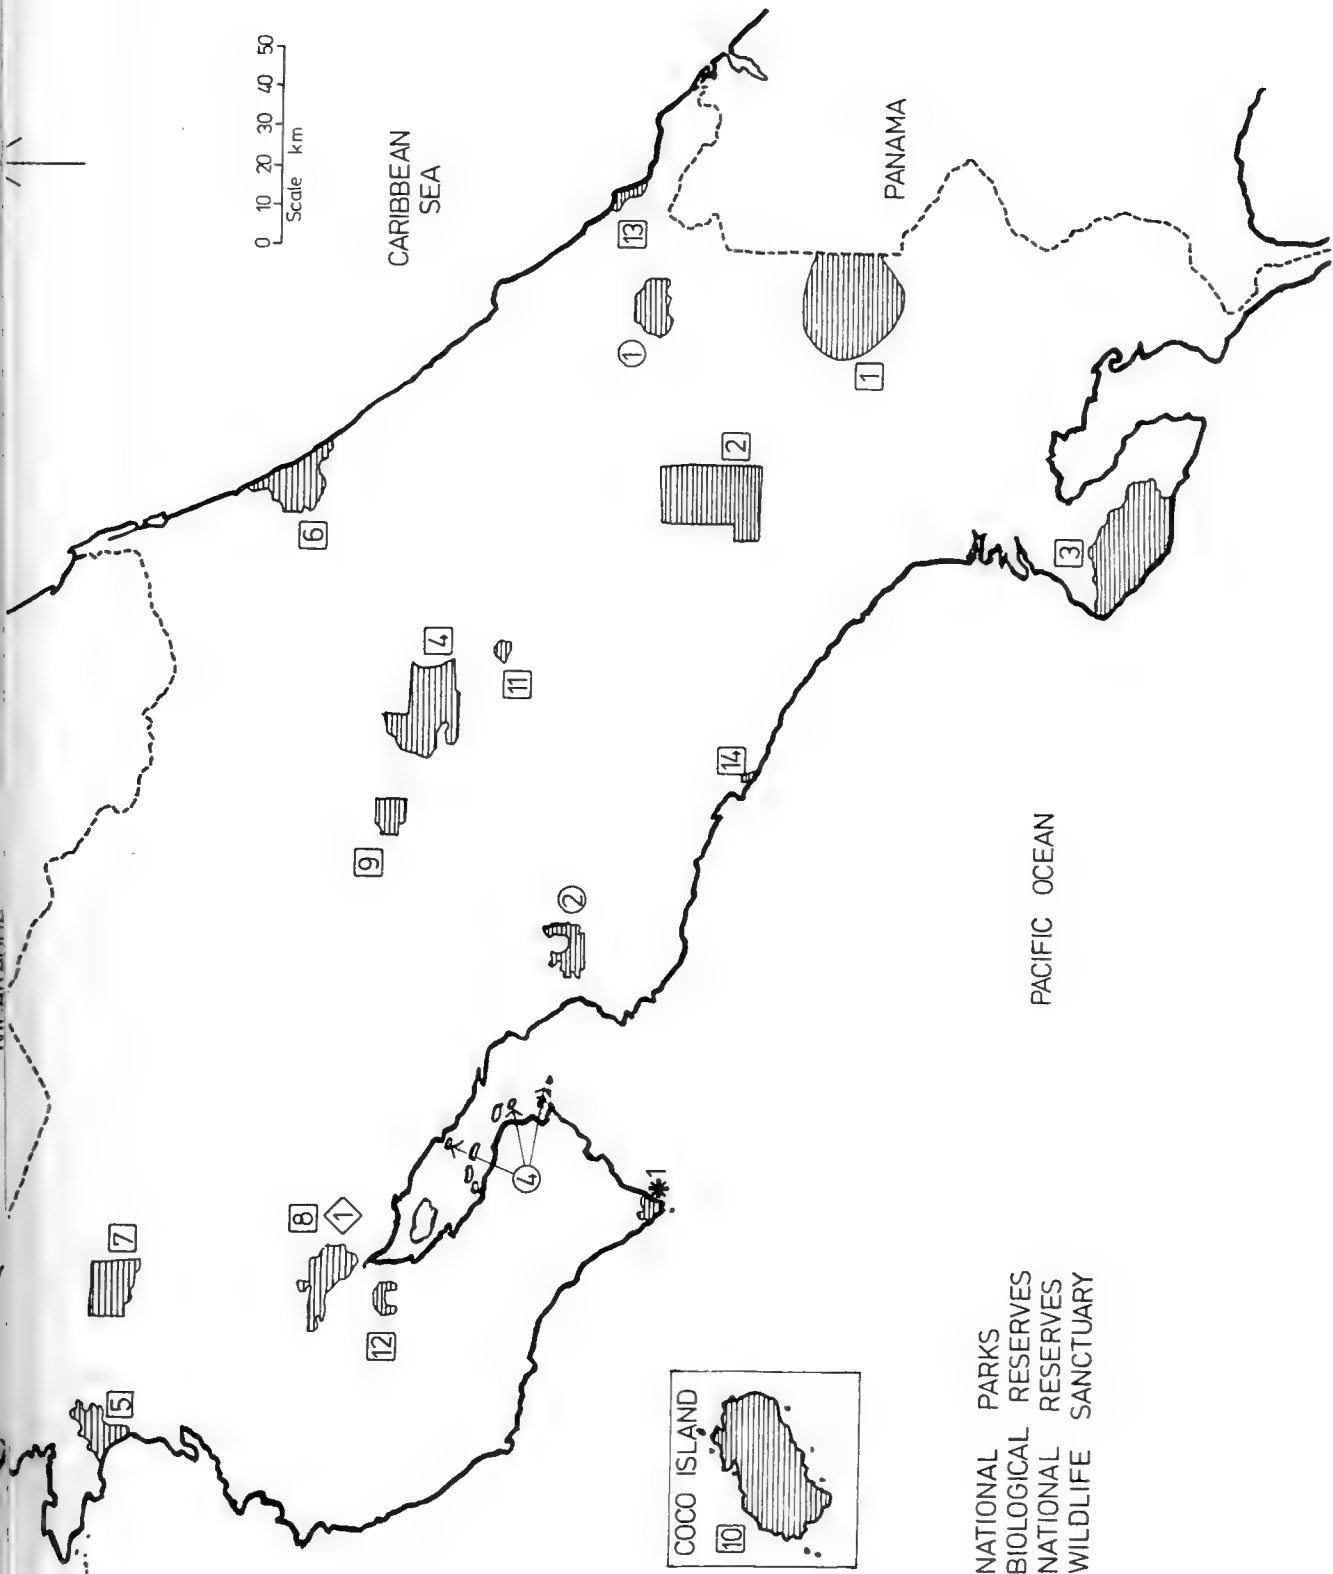 0 10 20 30 40 50
Scale km
CARIBBEAN
SEA
PANAMA
13
1
1
2
6
3
4
11
14
9
2
4
1
8
1
7
12
5
PACIFIC OCEAN
COCO ISLAND
10
NATIONAL PARKS
BIOLOGICAL RESERVES
NATIONAL RESERVES
WILDLIFE SANCTUARY